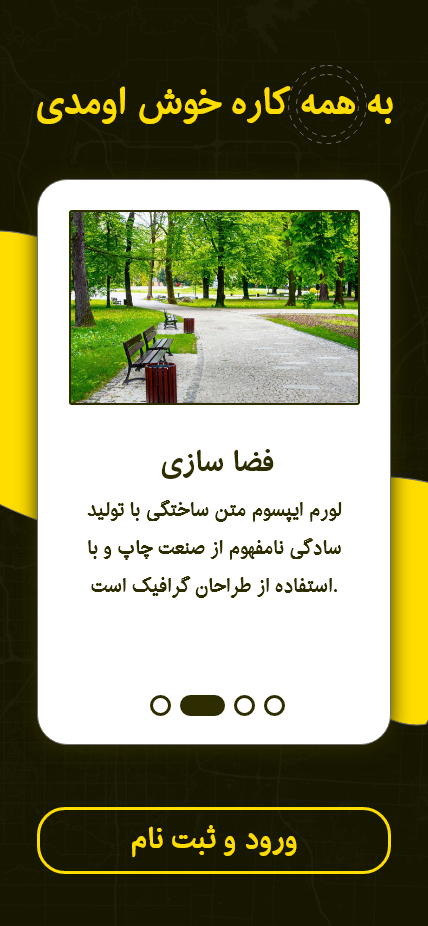 به همه کاره خوش اومدی
فضا سازی
لورم ایپسوم متن ساختگی با تولید
سادگی نامفهوم از صنعت چاپ و با
استفاده از طراحان گرافیک است.
ورود و ثبت نام